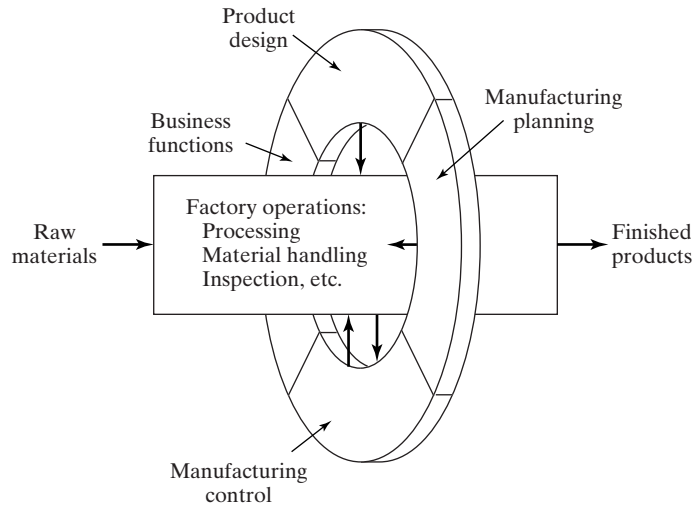 Product
design
Manufacturing
planning
Business
functions
Factory operations:
Processing
Material handling
Inspection, etc.
Raw
materials
Finished
products
Manufacturing
control